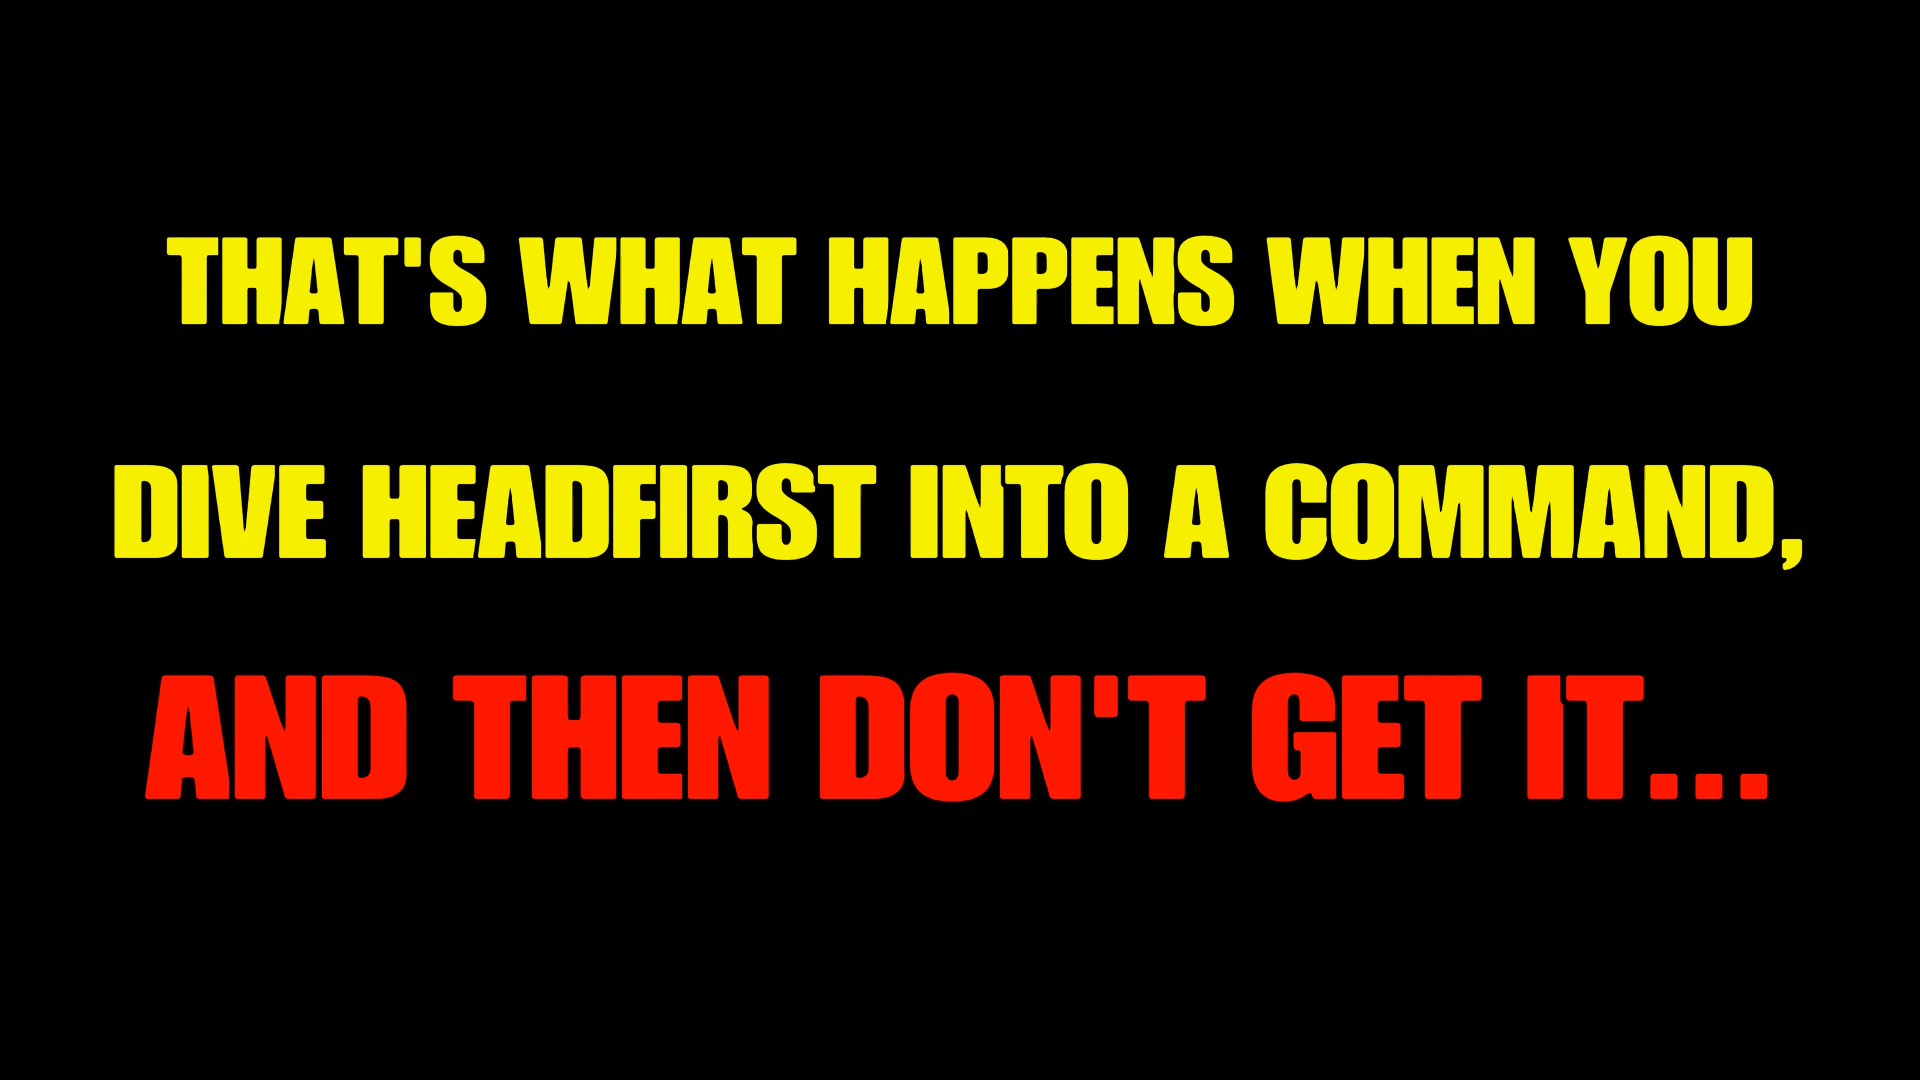 THAT'S WHAT HAPPENS WHEN YOU
DIVE HEADFIRST INTO A COMMAND,
AND THEN DON'T GET IT...